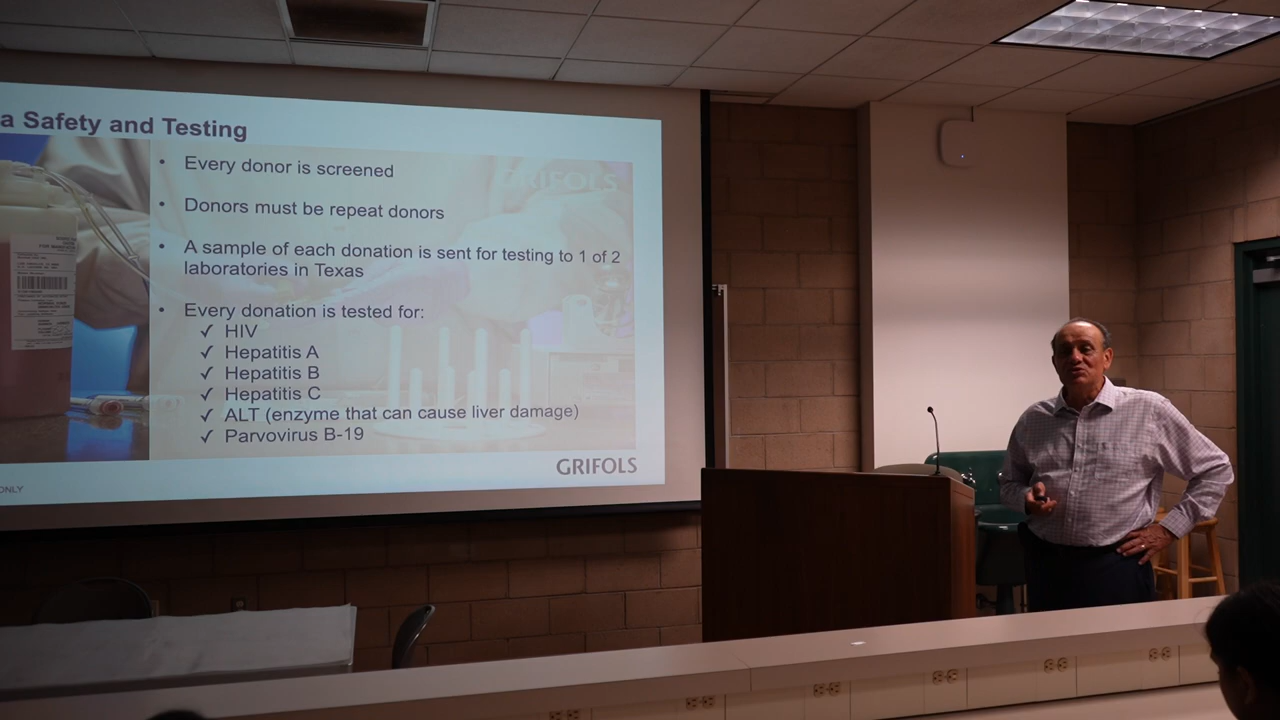 a Safety and Testing
• Every donor is screened
GRIFOLS
• Donors must be repeat donors
• A sample of each donation is sent for testing to 1 of 2
laboratories in Texas
• Every donation is tested for:
✓ HIV
✓ Hepatitis A
✓ Hepatitis B
✓ Hepatitis C
✓ ALT (enzyme that can cause liver damage)
✓ Parvovirus B-19
GRIFOLS
ONLY